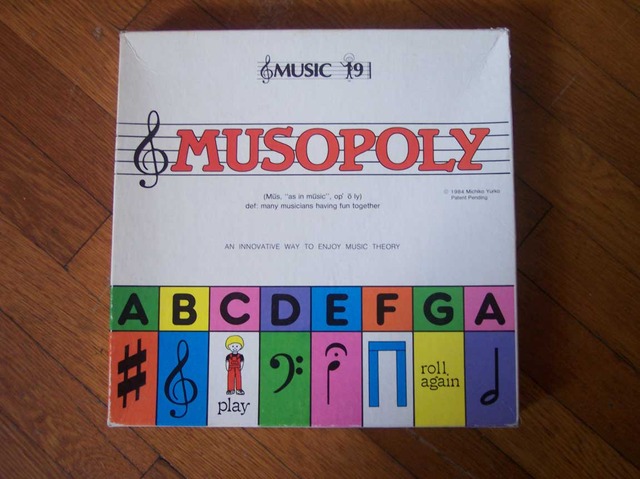 MUSIC 19
MUSOPOLY
(Mūs, "as in mūsic", op' ō ly)
def: many musicians having fun together
© 1984 Michiko Yurko
Patent Pending
AN INNOVATIVE WAY TO ENJOY MUSIC THEORY
A B C D E F G A
play
roll again